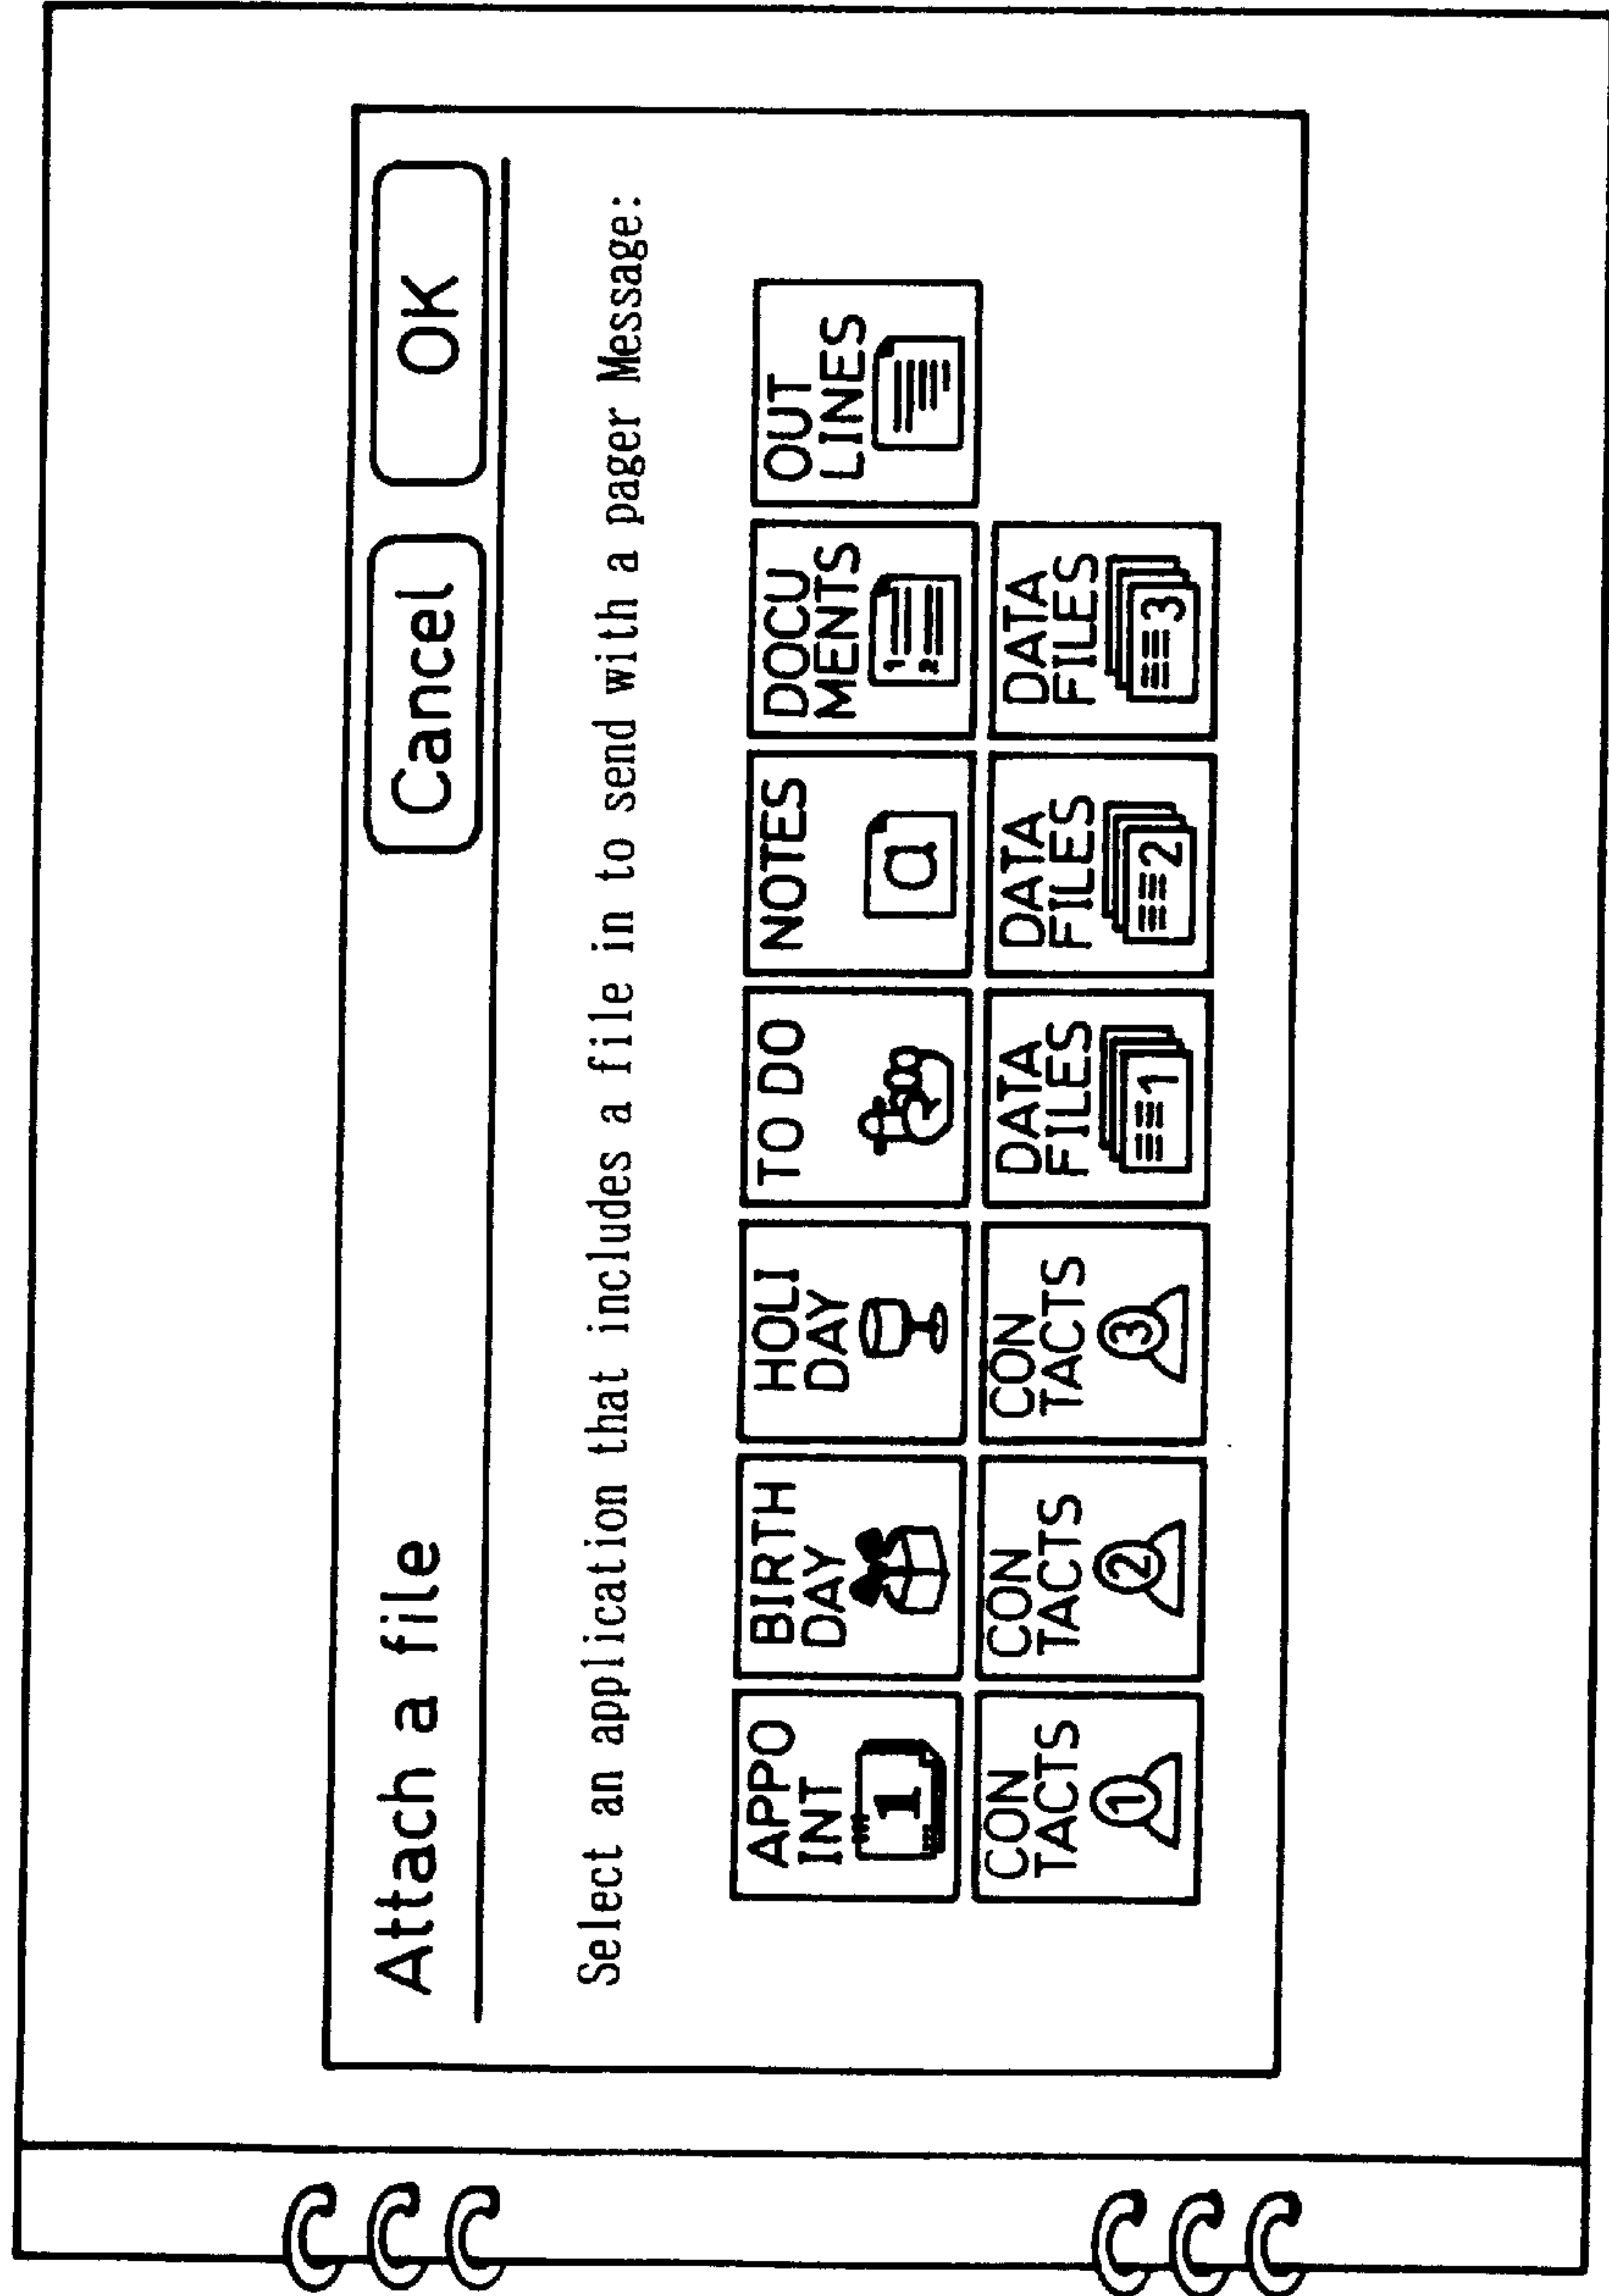 Attach a file
Cancel
OK
Select an application that includes a file in to send with a pager Message:
APPO
INT
1
BIRTH
DAY
HOLI
DAY
TO DO
NOTES
a
DOCU
MENTS
1
2
OUT
LINES
CON
TACTS
1
CON
TACTS
2
CON
TACTS
3
DATA
FILES
1
DATA
FILES
2
DATA
FILES
3